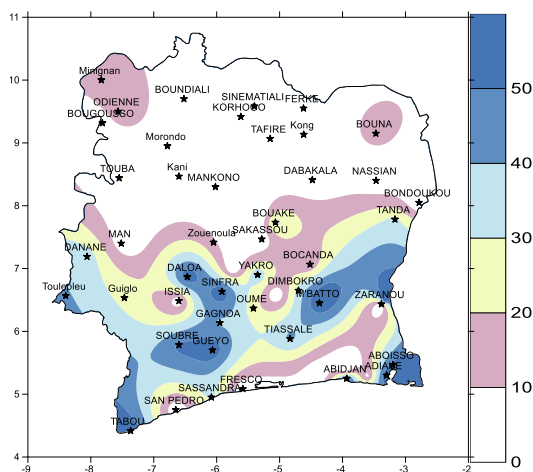 11
10
9
8
7
6
5
4
-9
-8
-7
-6
-5
-4
-3
-2
50
40
30
20
10
0
Minignan
ODIENNE
BOUGOUSSO
BOUNDIALI
SINEMATIALI
FERKE
KORHOGO
TAFIRE
Kong
BOUNA
Morondo
TOUBA
Kani
MANKONO
DABAKALA
NASSIAN
BONDOUKOU
TANDA
BOUAKE
SAKASSOU
Zouenoula
MAN
DANANE
BOCANDA
YAKRO
DALOA
SINFRA
DIMBOKRO
M'BATTO
ZARANOU
Toulepleu
Guiglo
ISSIA
OUME
GAGNOA
TIASSALE
SOUBRE
GUEYO
ABOISSO
ADIAKE
ABIDJAN
FRESCO
SASSANDRA
SAN PEDRO
TABOU